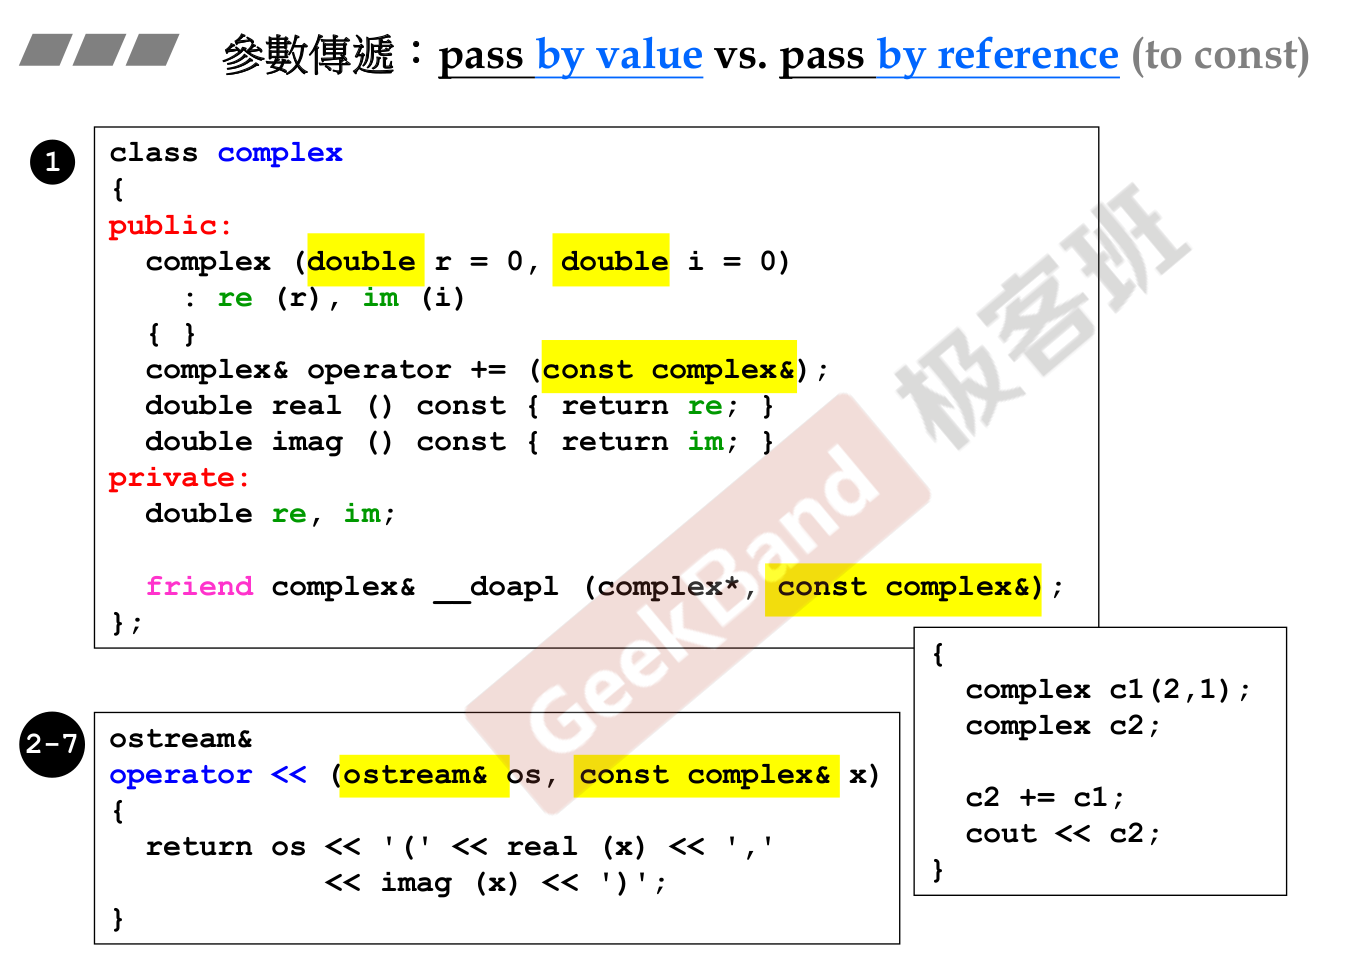 參數傳遞：pass by value vs. pass by reference (to const)
1
class complex
{
public:
  complex (double r = 0, double i = 0)
    : re (r), im (i)
  { }
  complex& operator += (const complex&);
  double real () const { return re; }
  double imag () const { return im; }
private:
  double re, im;
  friend complex& __doapl (complex*, const complex&);
};
{
  complex c1(2,1);
  complex c2;
  c2 += c1;
  cout << c2;
}
2-7
ostream&
operator << (ostream& os, const complex& x)
{
  return os << '(' << real (x) << ','
            << imag (x) << ')';
}
GeekBand 极客班